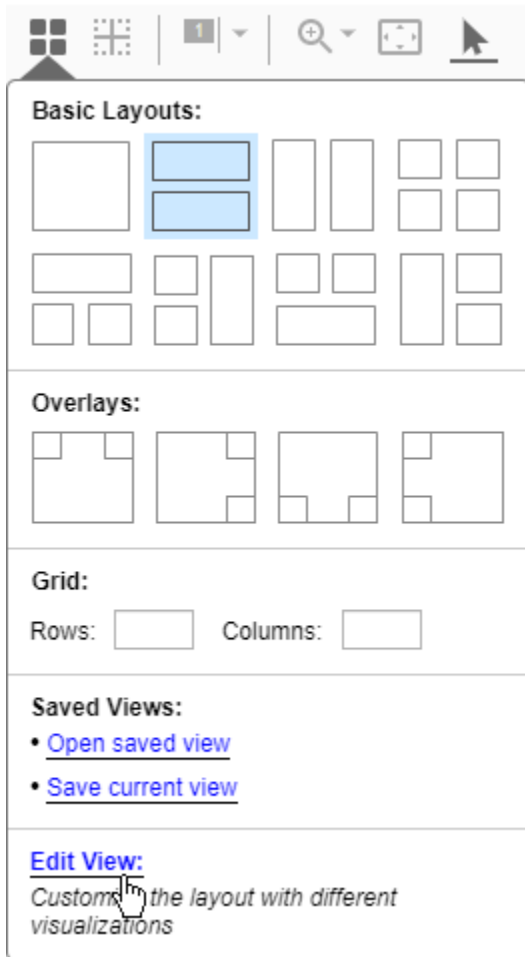 1
Basic Layouts:
Overlays:
Grid:
Rows: Columns:
Saved Views:
• Open saved view
• Save current view
Edit View:
the layout with different
visualizations